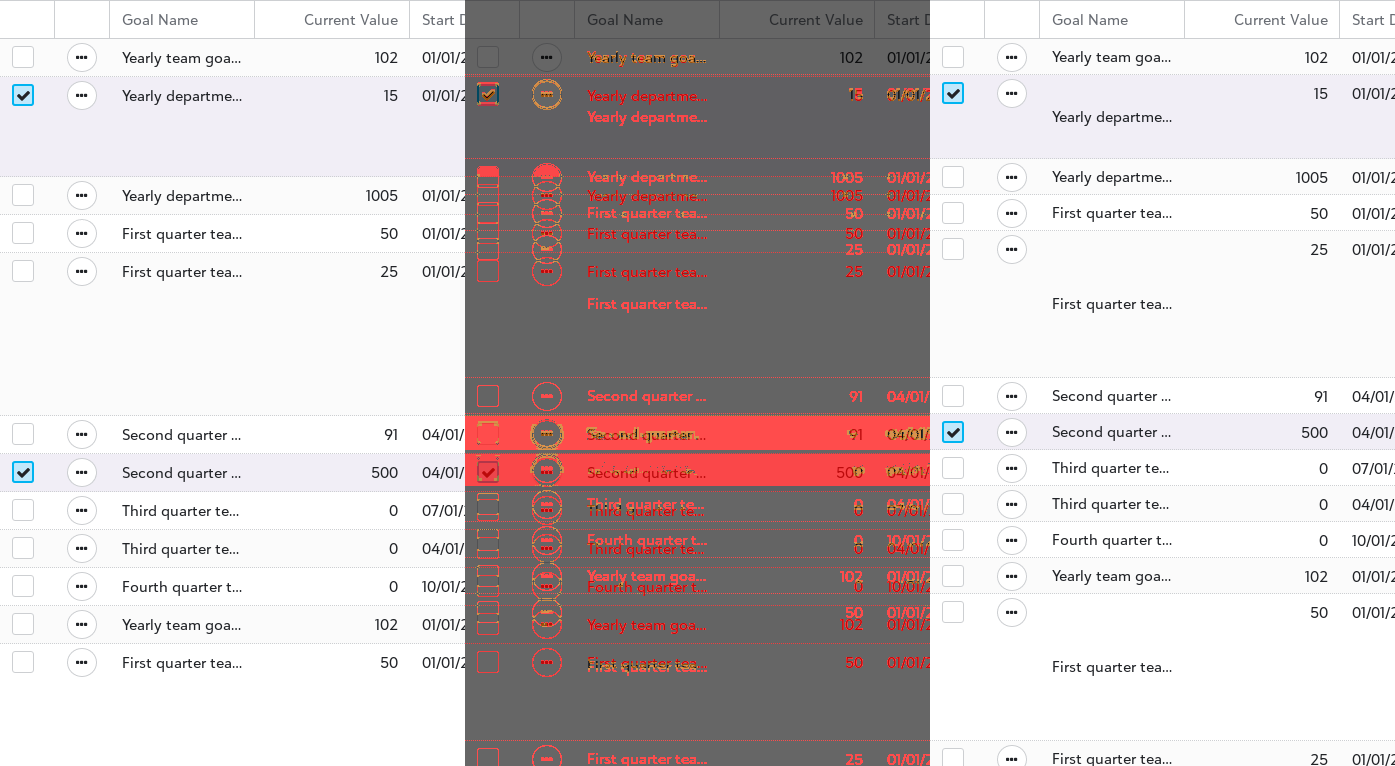 Goal Name Current Value Start
Yearly team goa... 102 01/01/2
Yearly departme... 15 01/01/2
Yearly departme... 1005 01/01/2
First quarter tea... 50 01/01/2
First quarter tea... 25 01/01/2
Second quarter ... 91 04/01/
Second quarter ... 500 04/01/
Third quarter te... 0 07/01/
Third quarter te... 0 04/01/
Fourth quarter t... 0 10/01/2
Yearly team goa... 102 01/01/2
First quarter tea... 50 01/01/2
Goal Name Current Value Start
Yearly team goa... 102 01/01/2
Yearly departme... 15 01/01/2
Yearly departme...
Yearly departme... 1005 01/01/2
Yearly departme... 1005 01/01/2
First quarter tea... 50 01/01/2
First quarter tea... 50 01/01/2
25 01/01/2
First quarter tea... 25 01/01/2
First quarter tea...
Second quarter ... 91 04/01/
Second quarter ... 91 04/01/
Second quarter ... 500 04/01/
Third quarter te... 0 04/01/
Third quarter te... 0 07/01/
Fourth quarter t... 0 10/01/2
Third quarter te... 0 04/01/
Yearly team goa... 102 01/01/2
Fourth quarter t... 0 10/01/2
50 01/01/2
Yearly team goa... 102 01/01/2
First quarter tea... 50 01/01/2
First quarter tea...
First quarter tea... 25 01/01/2
Goal Name Current Value Start
Yearly team goa... 102 01/01/2
15 01/01/2
Yearly departme...
Yearly departme... 1005 01/01/2
First quarter tea... 50 01/01/2
25 01/01/2
First quarter tea...
Second quarter ... 91 04/01/
Second quarter ... 500 04/01/
Third quarter te... 0 07/01/
Third quarter te... 0 04/01/
Fourth quarter t... 0 10/01/2
Yearly team goa... 102 01/01/2
50 01/01/2
First quarter tea...
First quarter tea... 25 01/01/2